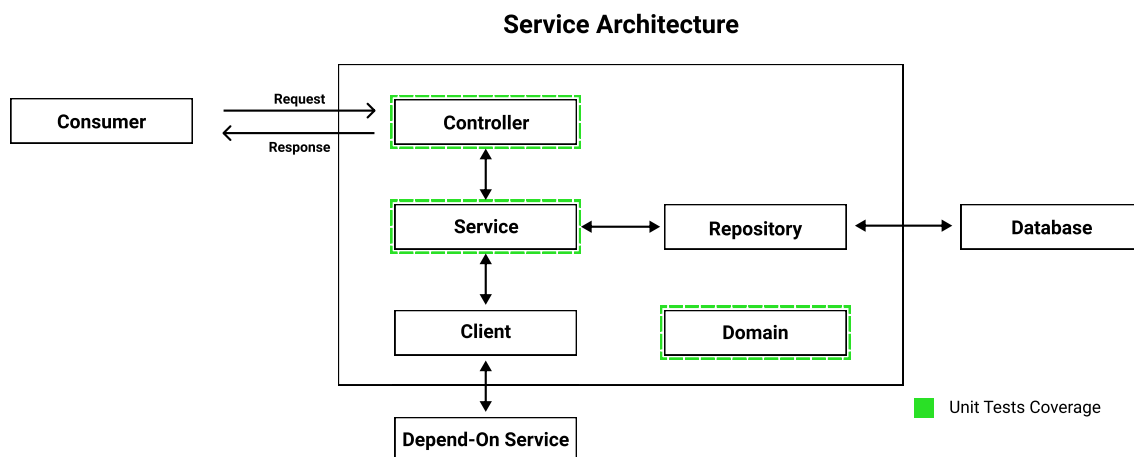 Service Architecture
Request
Consumer
Controller
Response
Service
Repository
Database
Client
Domain
Unit Tests Coverage
Depend-On Service